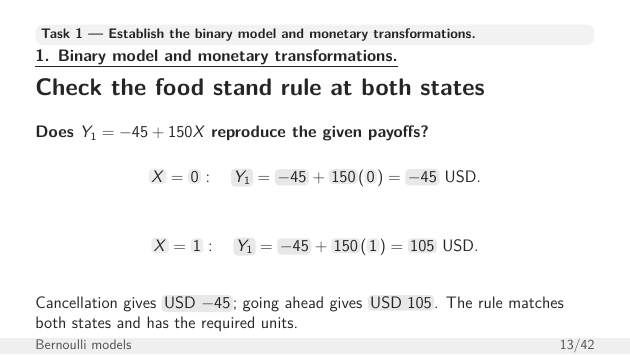 Task 1 — Establish the binary model and monetary transformations.
1. Binary model and monetary transformations.
Check the food stand rule at both states
Does Y₁ = −45 + 150X reproduce the given payoffs?
X = 0 : Y₁ = −45 + 150(0) = −45 USD.
X = 1 : Y₁ = −45 + 150(1) = 105 USD.
Cancellation gives USD −45; going ahead gives USD 105. The rule matches
both states and has the required units.
Bernoulli models 13/42